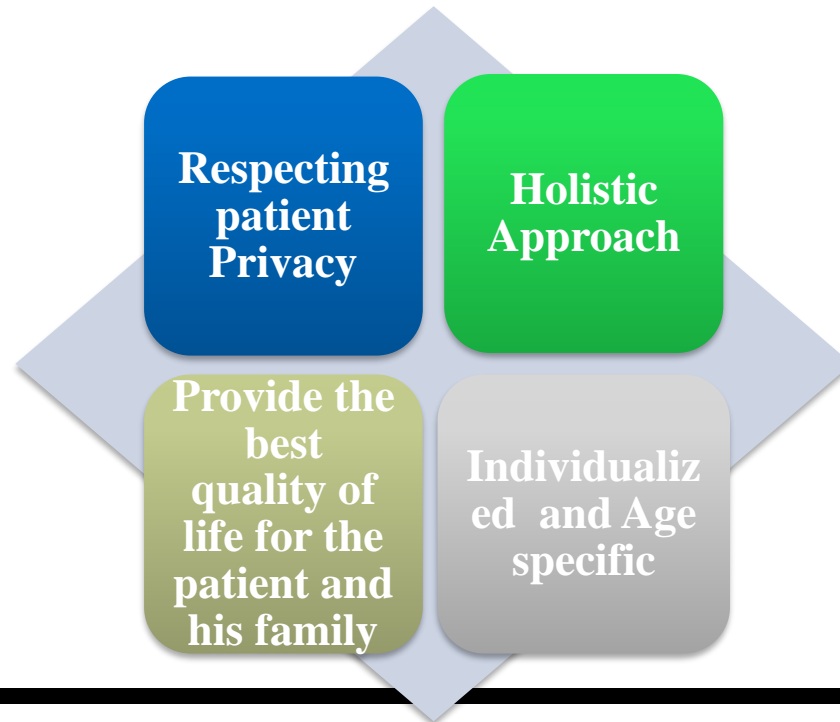 Respecting
patient
Privacy
Holistic
Approach
Provide the
best
quality of
life for the
patient and
his family
Individualiz
ed and Age
specific